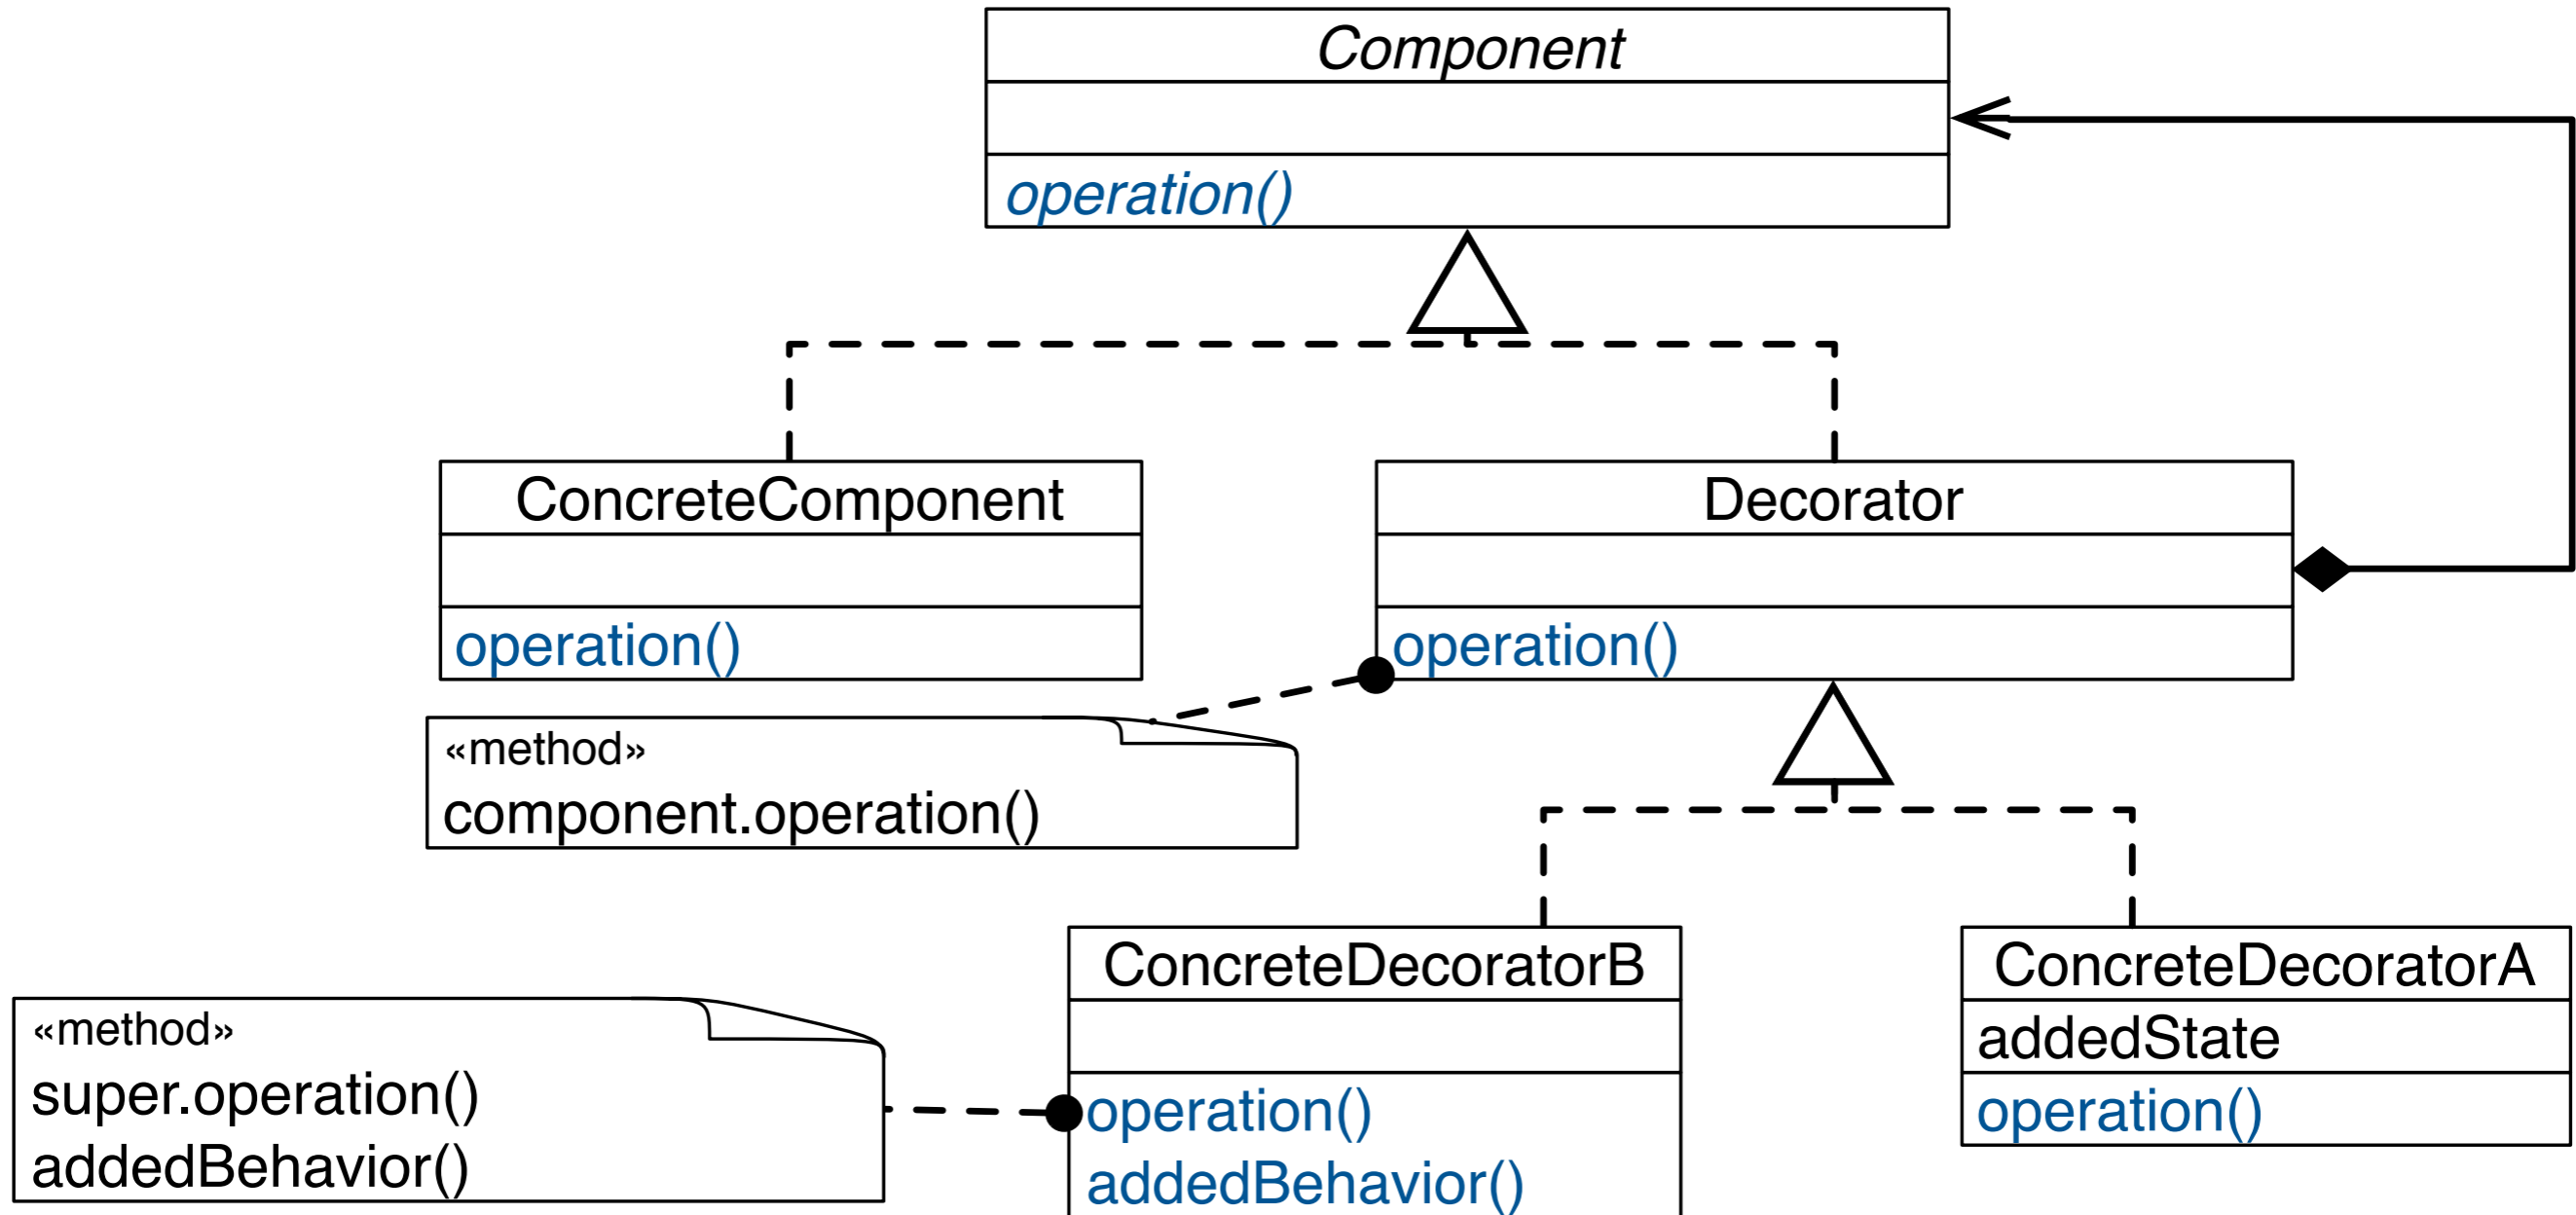 Component
operation()
ConcreteComponent
operation()
Decorator
operation()
«method»
component.operation()
ConcreteDecoratorB
operation()
addedBehavior()
ConcreteDecoratorA
addedState
operation()
«method»
super.operation()
addedBehavior()